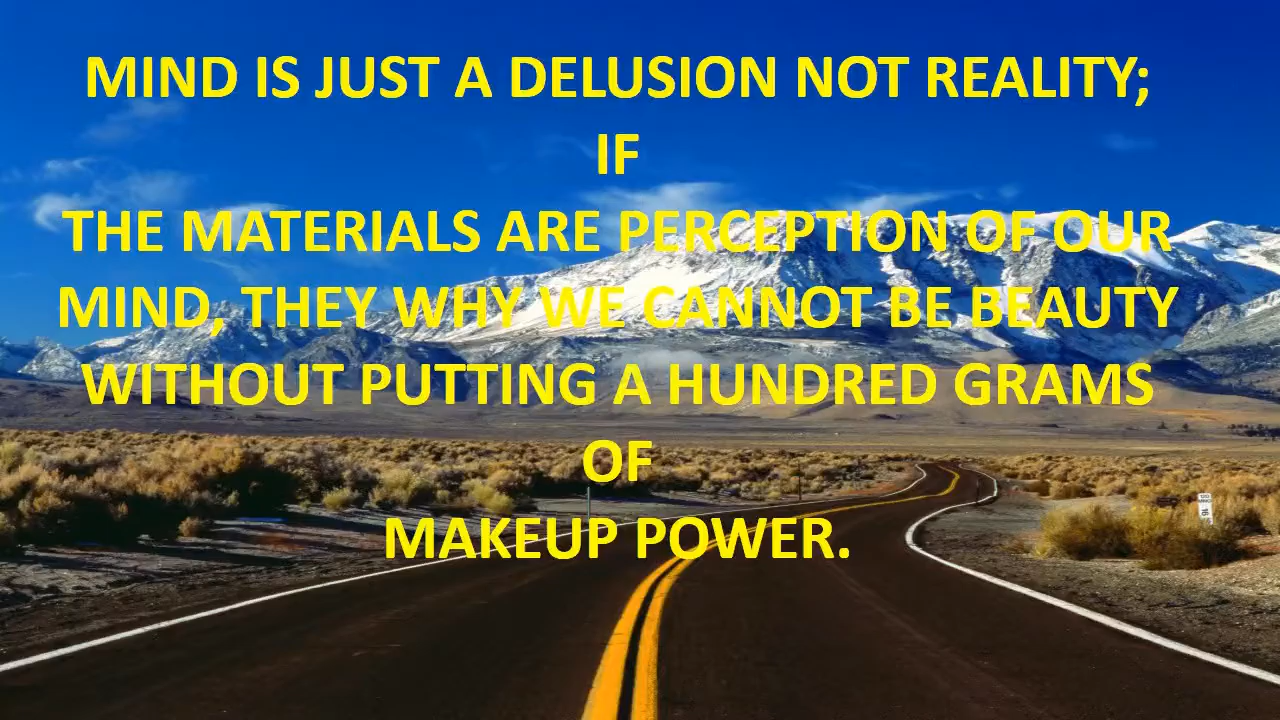 MIND IS JUST A DELUSION NOT REALITY;
IF
THE MATERIALS ARE PERCEPTION OF OUR
MIND, THEY WHY WE CANNOT BE BEAUTY
WITHOUT PUTTING A HUNDRED GRAMS
OF
MAKEUP POWER.